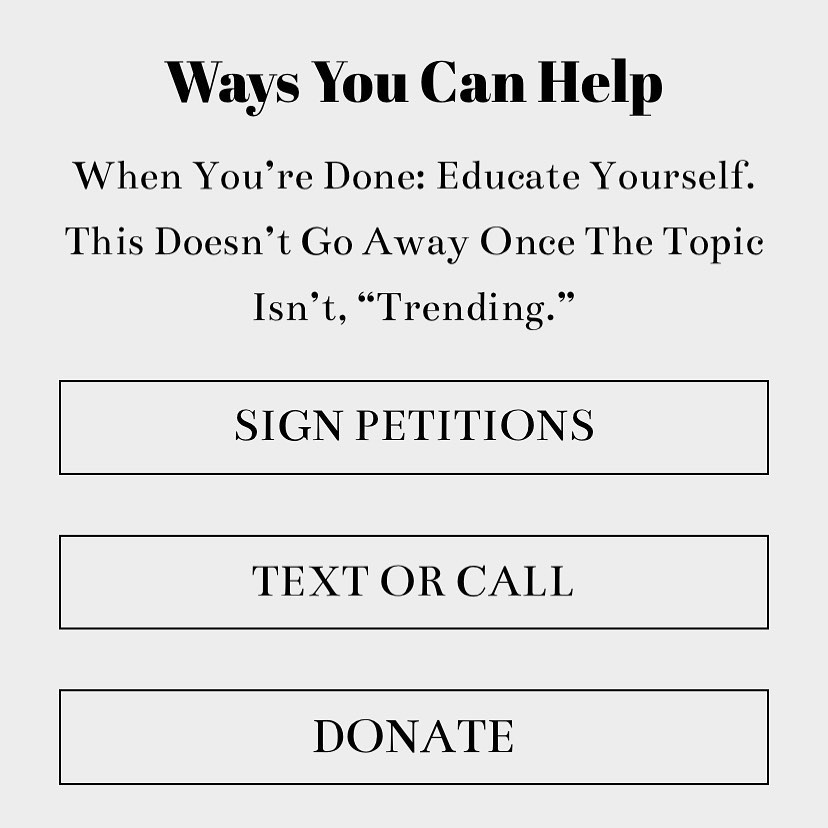 Ways You Can Help
When You’re Done: Educate Yourself.
This Doesn’t Go Away Once The Topic
Isn’t, “Trending.”
SIGN PETITIONS
TEXT OR CALL
DONATE